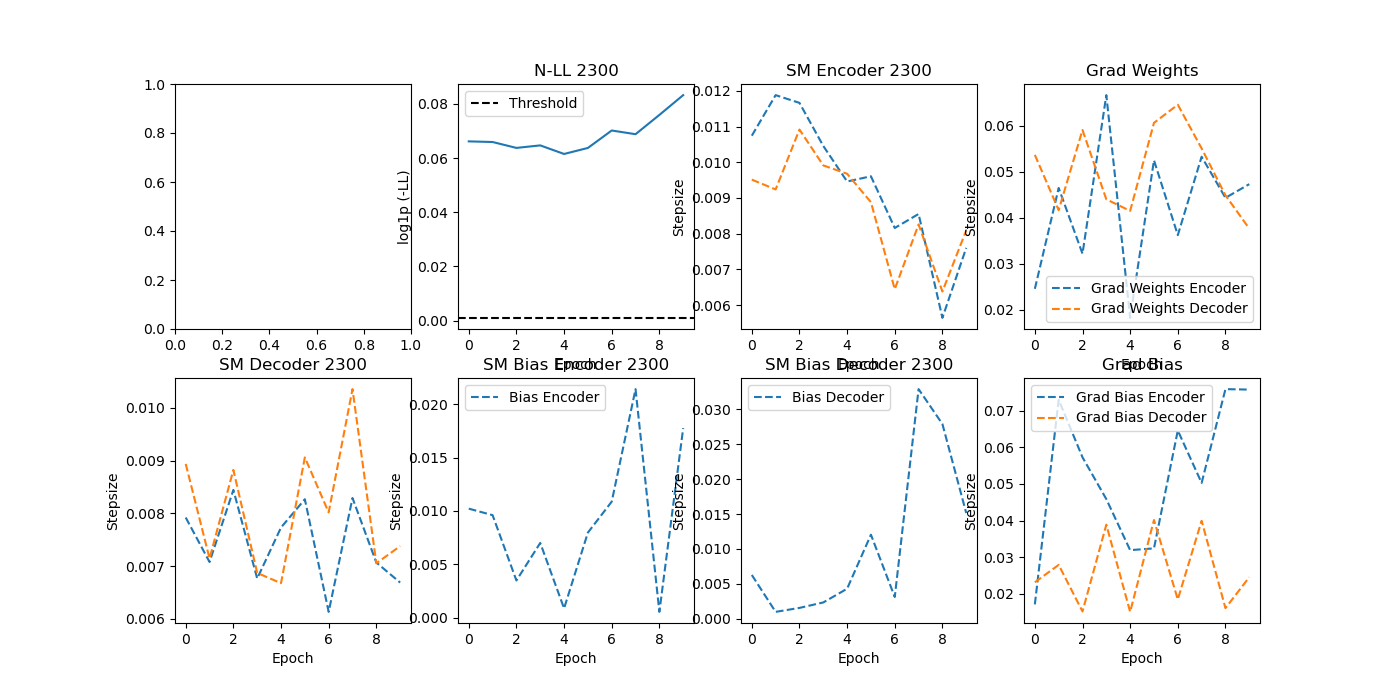 N-LL 2300
SM Encoder 2300
Grad Weights
1.0
0.8
0.6
0.4
0.2
0.0
0.0 0.2 0.4 0.6 0.8 1.0
log1p (-LL)
0.08
0.06
0.04
0.02
0.00
Threshold
0 2 4 6 8
Epoch
Stepsize
0.012
0.011
0.010
0.009
0.008
0.007
0.006
0 2 4 6 8
Epoch
Stepsize
0.06
0.05
0.04
0.03
0.02
Grad Weights Encoder
Grad Weights Decoder
0 2 4 6 8
Epoch
SM Decoder 2300
SM Bias Encoder 2300
SM Bias Decoder 2300
Grad Bias
Stepsize
0.010
0.009
0.008
0.007
0.006
0 2 4 6 8
Epoch
Stepsize
0.020
0.015
0.010
0.005
0.000
Bias Encoder
0 2 4 6 8
Epoch
Stepsize
0.030
0.025
0.020
0.015
0.010
0.005
0.000
Bias Decoder
0 2 4 6 8
Epoch
Stepsize
0.07
0.06
0.05
0.04
0.03
0.02
Grad Bias Encoder
Grad Bias Decoder
0 2 4 6 8
Epoch